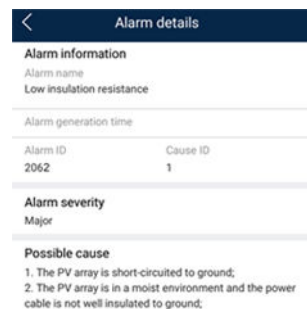 Alarm details
Alarm information
Alarm name
Low insulation resistance
Alarm generation time
Alarm ID Cause ID
2062 1
Alarm severity
Major
Possible cause
1. The PV array is short-circuited to ground;
2. The PV array is in a moist environment and the power
cable is not well insulated to ground;